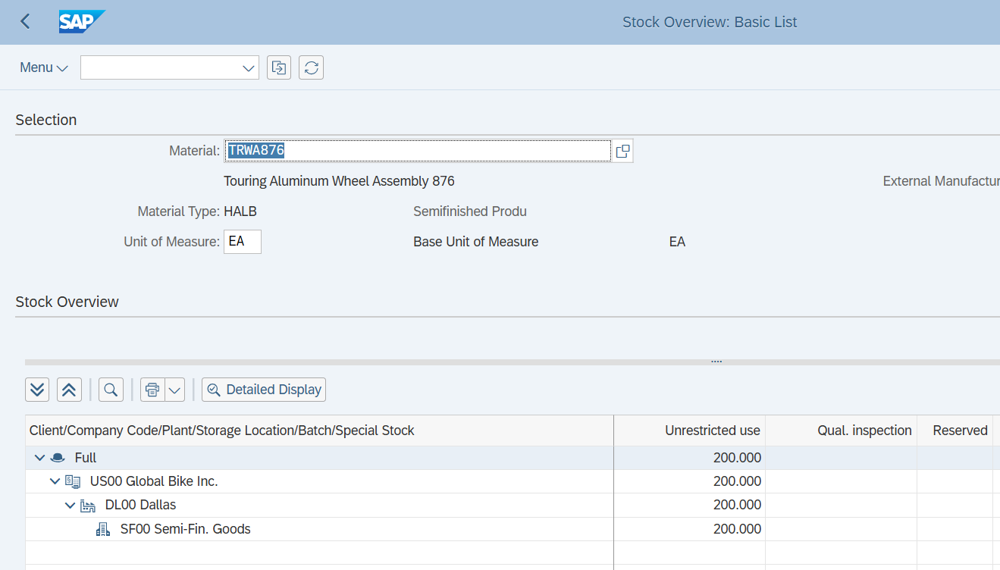 SAP Stock Overview: Basic List
Menu
Selection
Material: TRWA876
Touring Aluminum Wheel Assembly 876 External Manufactur
Material Type: HALB Semifinished Produ
Unit of Measure: EA Base Unit of Measure EA
Stock Overview
Detailed Display
Client/Company Code/Plant/Storage Location/Batch/Special Stock Unrestricted use Qual. inspection Reserved
Full 200.000
US00 Global Bike Inc. 200.000
DL00 Dallas 200.000
SF00 Semi-Fin. Goods 200.000